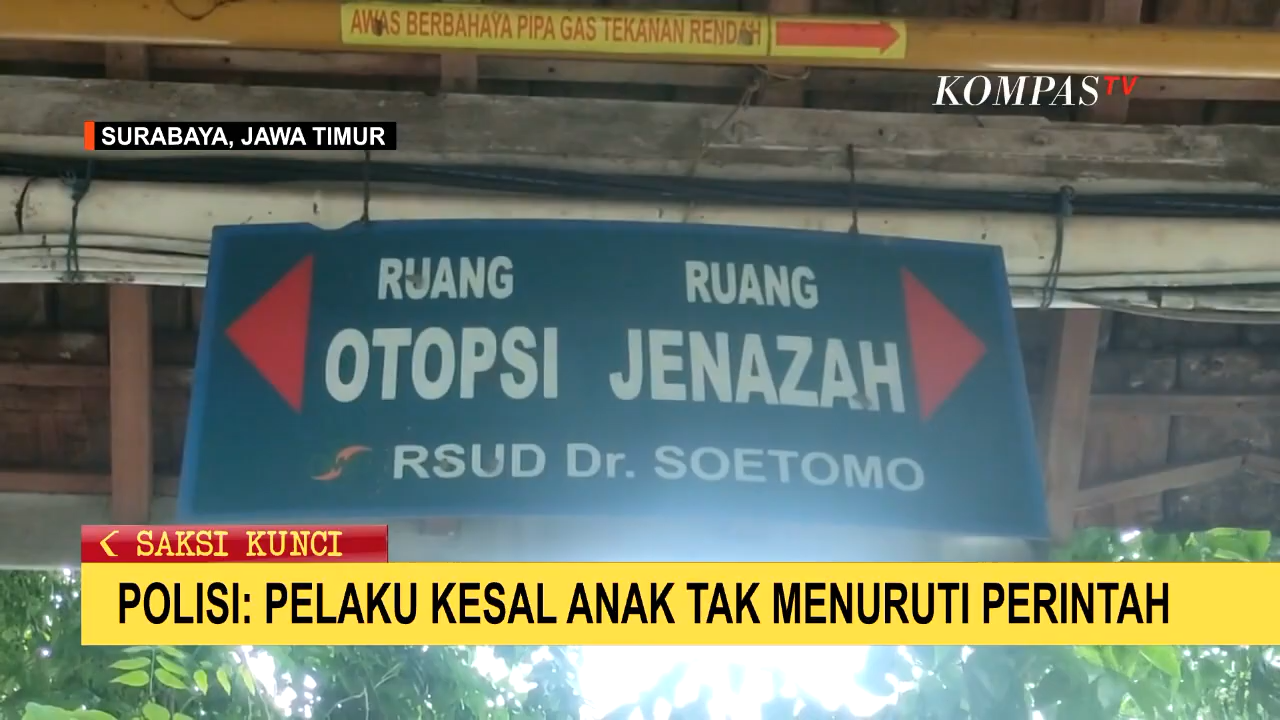 AWAS BERBAHAYA PIPA GAS TEKANAN RENDAH
KOMPASTV
SURABAYA, JAWA TIMUR
RUANG OTOPSI
RUANG JENAZAH
RSUD Dr. SOETOMO
SAKSI KUNCI
POLISI: PELAKU KESAL ANAK TAK MENURUTI PERINTAH